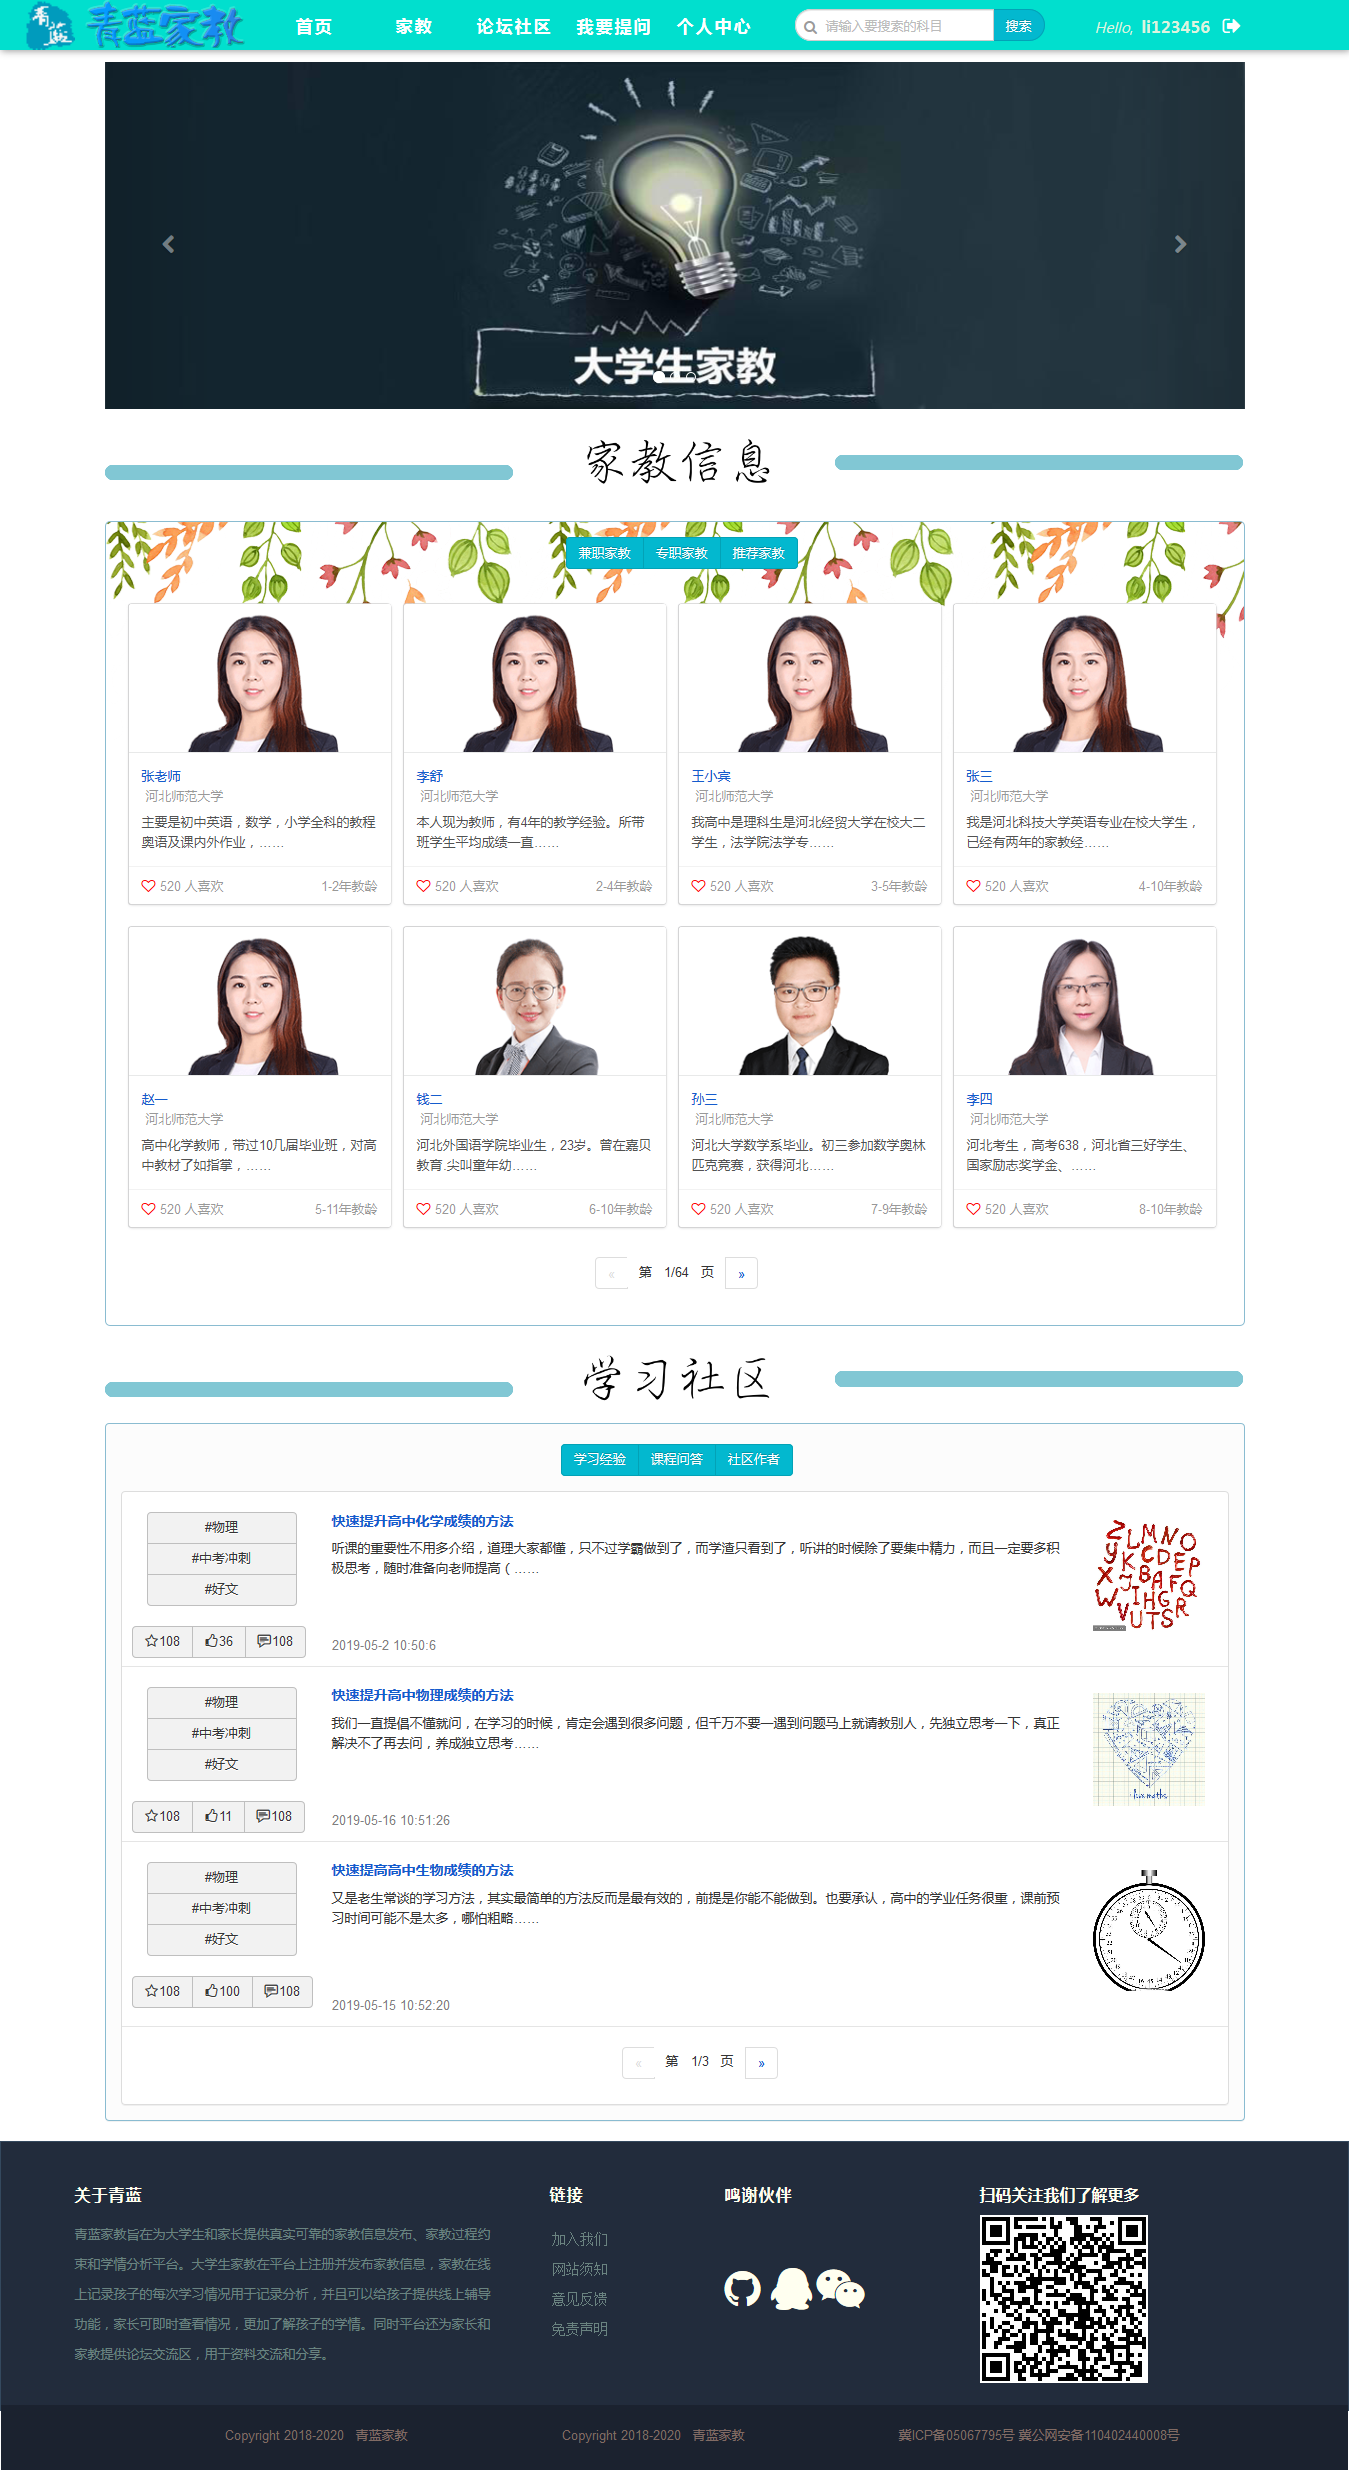 青蓝 青蓝家教 首页 家教 论坛社区 我要提问 个人中心 请输入要搜索的科目 搜索 Hello, li123456
大学生家教
家教信息
兼职家教 专职家教 推荐家教
张老师 李舒 王小宾 张三
河北师范大学 河北师范大学 河北师范大学 河北师范大学
主要是初中英语，数学，小学全科的教程 本人现为教师，有4年的教学经验。所带 我高中是理科生是河北经贸大学在校大二 我是河北科技大学英语专业在校大学生，
奥语及课内外作业，…… 班学生平均成绩一直…… 学生，法学院法学专…… 已经有两年的家教经……
520 人喜欢 1-2年教龄 520 人喜欢 2-4年教龄 520 人喜欢 3-5年教龄 520 人喜欢 4-10年教龄
赵一 钱二 孙三 李四
河北师范大学 河北师范大学 河北师范大学 河北师范大学
高中化学教师，带过10几届毕业班，对高 河北外国语学院毕业生，23岁。曾在嘉贝 河北大学数学系毕业。初三参加数学奥林 河北考生，高考638，河北省三好学生、
中教材了如指掌，…… 教育.尖叫童年幼…… 匹克竞赛，获得河北…… 国家励志奖学金、……
520 人喜欢 5-11年教龄 520 人喜欢 6-10年教龄 520 人喜欢 7-9年教龄 520 人喜欢 8-10年教龄
« 第 1/64 页 »
学习社区
学习经验 课程问答 社区作者
#物理
#中考冲刺
#好文
108 36 108
快速提升高中化学成绩的方法
听课的重要性不用多介绍，道理大家都懂，只不过学霸做到了，而学渣只看到了，听讲的时候除了要集中精力，而且一定要多积
极思考，随时准备向老师提高（……
2019-05-2 10:50:6
ZLMNO
YKCDEP
XJBAFQ
WVIHGR
UTS
#物理
#中考冲刺
#好文
108 11 108
快速提升高中物理成绩的方法
我们一直提倡不懂就问，在学习的时候，肯定会遇到很多问题，但千万不要一遇到问题马上就请教别人，先独立思考一下，真正
解决不了再去问，养成独立思考……
2019-05-16 10:51:26
I love maths
#物理
#中考冲刺
#好文
108 100 108
快速提高高中生物成绩的方法
又是老生常谈的学习方法，其实最简单的方法反而是最有效的，前提是你能不能做到。也要承认，高中的学业任务很重，课前预
习时间可能不是太多，哪怕粗略……
2019-05-15 10:52:20
« 第 1/3 页 »
关于青蓝
青蓝家教旨在为大学生和家长提供真实可靠的家教信息发布、家教过程约
束和学情分析平台。大学生家教在平台上注册并发布家教信息，家教在线
上记录孩子的每次学习情况用于记录分析，并且可以给孩子提供线上辅导
功能，家长可即时查看情况，更加了解孩子的学情。同时平台还为家长和
家教提供论坛交流区，用于资料交流和分享。
链接
加入我们
网站须知
意见反馈
免责声明
鸣谢伙伴
扫码关注我们了解更多
Copyright 2018-2020 青蓝家教 Copyright 2018-2020 青蓝家教 冀ICP备05067795号 冀公网安备110402440008号